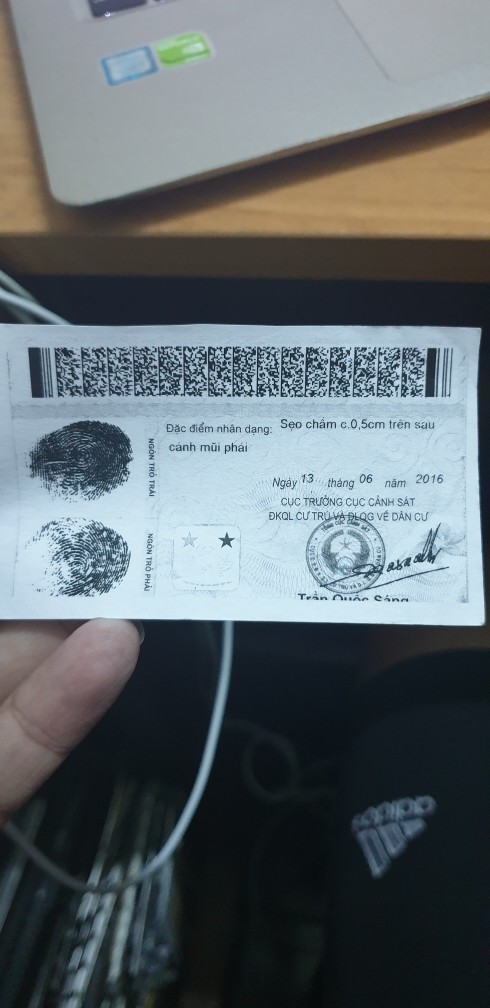 Đặc điểm nhân dạng: Sẹo chấm c.0,5cm trên sau
cánh mũi phải
NGÓN TRỎ TRÁI
NGÓN TRỎ PHẢI
Ngày 13 tháng 06 năm 2016
CỤC TRƯỞNG CỤC CẢNH SÁT
ĐKQL CƯ TRÚ VÀ DLQG VỀ DÂN CƯ
Trần Quốc Sáng
adidas